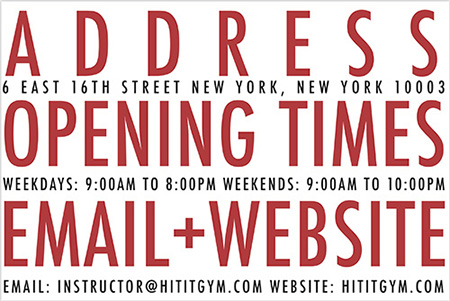 ADDRESS
6 EAST 16TH STREET NEW YORK, NEW YORK 10003
OPENING TIMES
WEEKDAYS: 9:00AM TO 8:00PM WEEKENDS: 9:00AM TO 10:00PM
EMAIL+WEBSITE
EMAIL: INSTRUCTOR@HITITGYM.COM WEBSITE: HITITGYM.COM